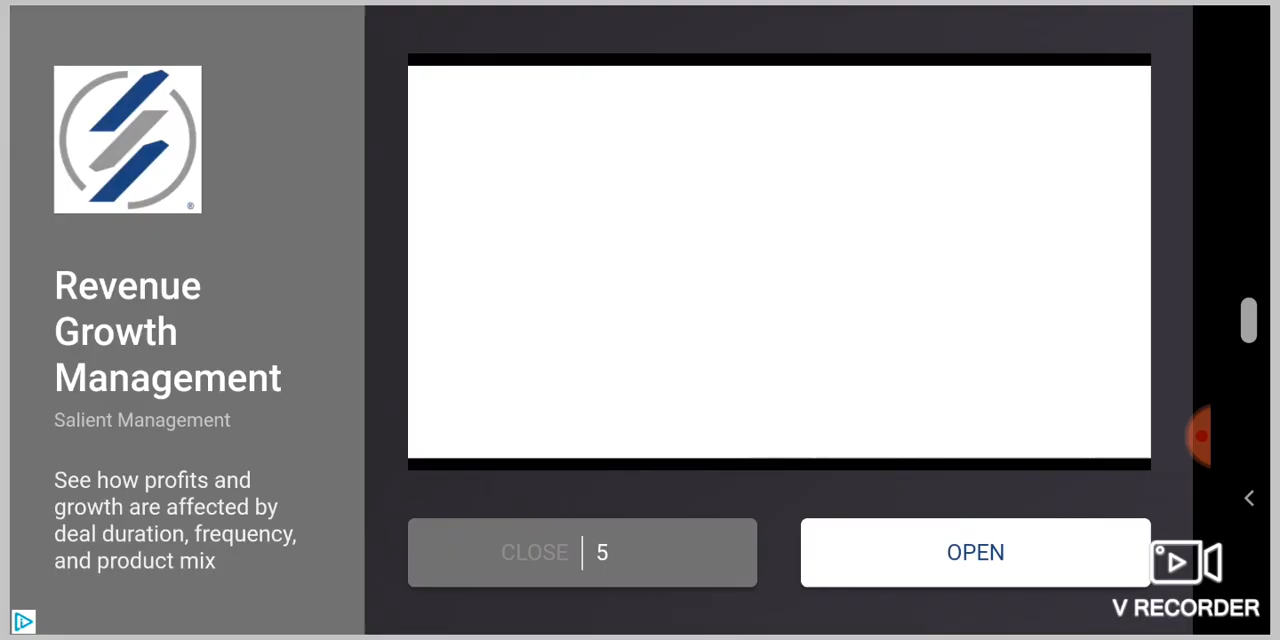 ®
Revenue
Growth
Management
Salient Management
See how profits and
growth are affected by
deal duration, frequency,
and product mix
CLOSE 5
OPEN
V RECORDER